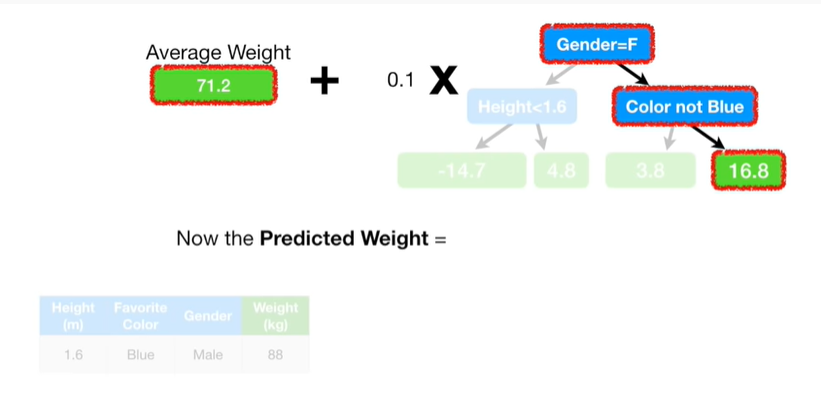 Gender=F
Average Weight
71.2 + 0.1 X
Height<1.6 Color not Blue
-14.7 4.8 3.8 16.8
Now the Predicted Weight =
Height (m) Favorite Color Gender Weight (kg)
1.6 Blue Male 88